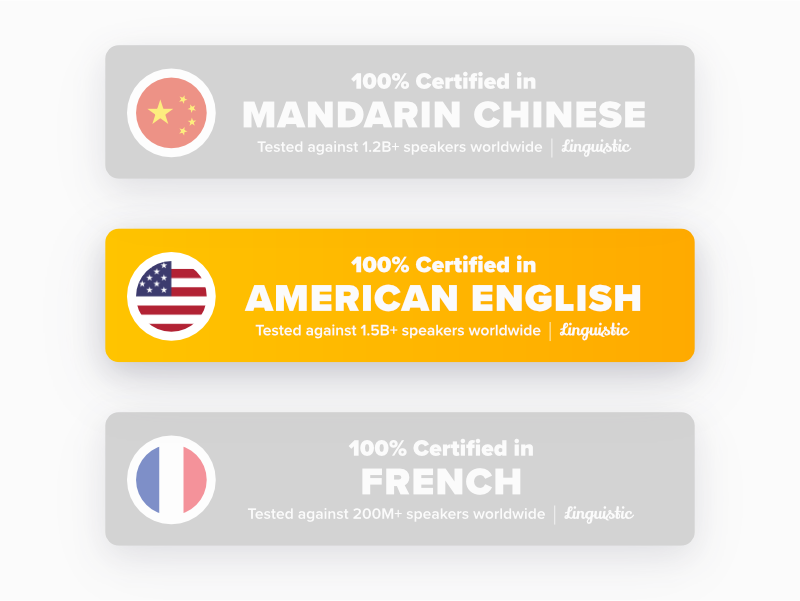 100% Certified in
MANDARIN CHINESE
Tested against 1.2B+ speakers worldwide | Linguistic
100% Certified in
AMERICAN ENGLISH
Tested against 1.5B+ speakers worldwide | Linguistic
100% Certified in
FRENCH
Tested against 200M+ speakers worldwide | Linguistic